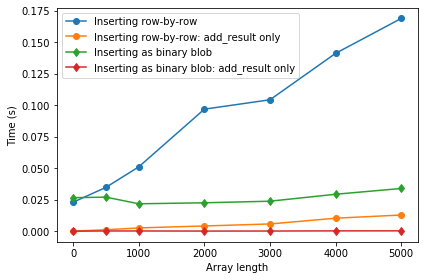 Inserting row-by-row
Inserting row-by-row: add_result only
Inserting as binary blob
Inserting as binary blob: add_result only
0.175
0.150
0.125
0.100
0.075
0.050
0.025
0.000
Time (s)
0 1000 2000 3000 4000 5000
Array length